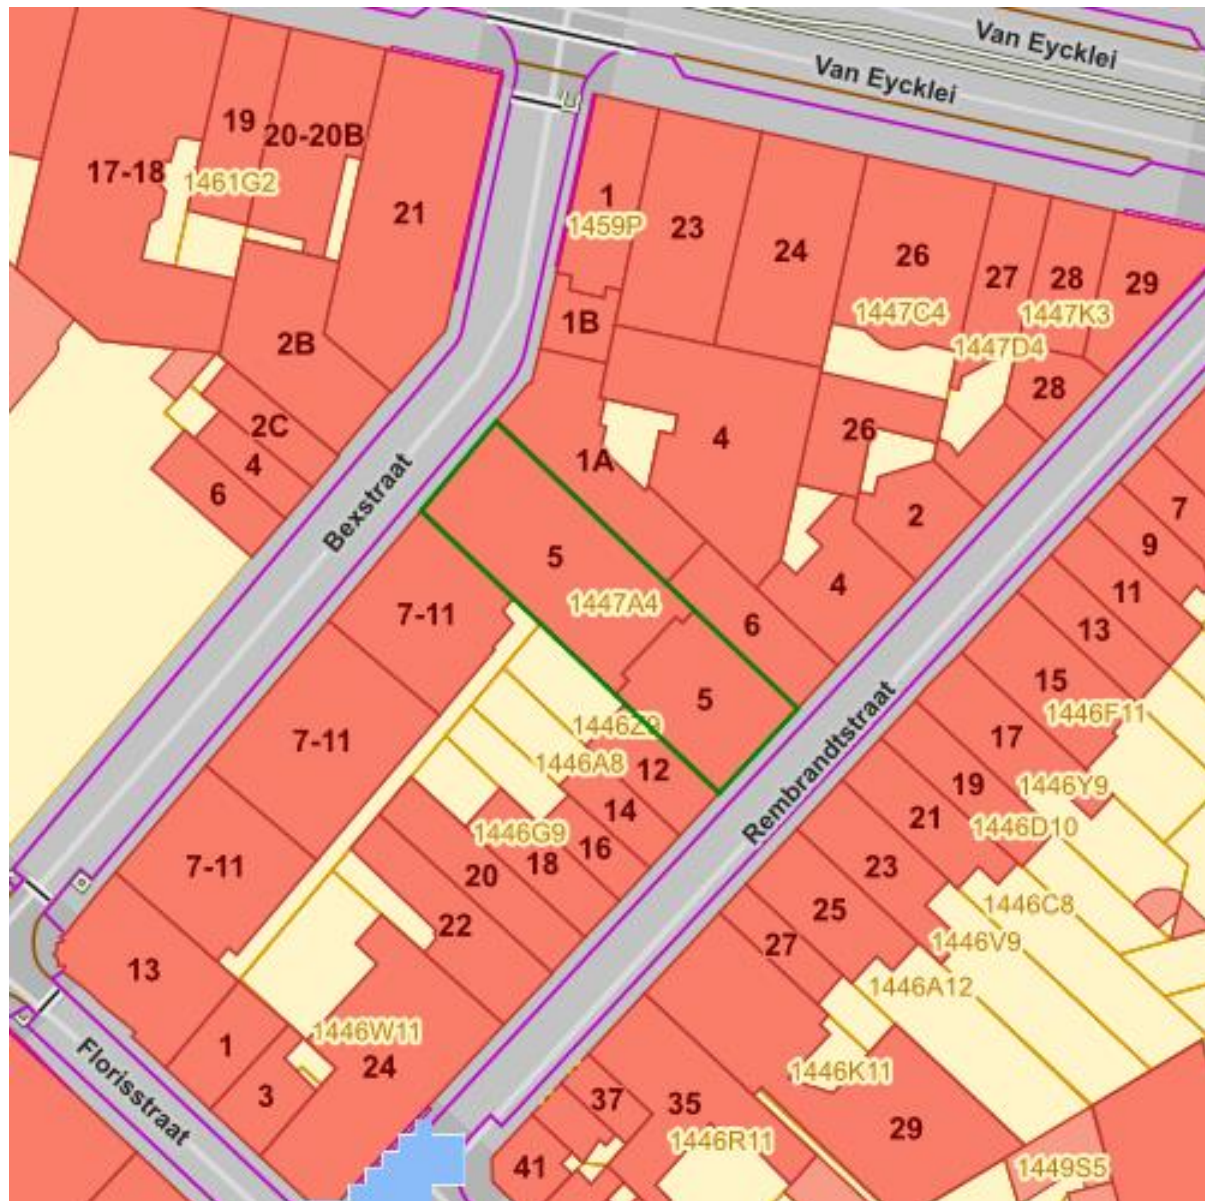 Van Eycklei
Van Eycklei
19
20-20B
17-18
1461G2
21
1
1459P
23
24
26
27
28
29
1447C4
1447K3
1B
1447D4
2B
28
2C
4
26
4
1A
6
Bexstraat
2
7
9
5
4
11
1447A4
7-11
6
13
15
5
1446F11
1446Z9
7-11
17
1446A8
12
Rembrandtstraat
19
1446Y9
14
21
1446D10
1446G9
16
18
23
7-11
20
25
1446C8
22
27
1446V9
13
1446A12
1446W11
1
24
Florisstraat
1446K11
3
37
35
29
1446R11
41
1449S5